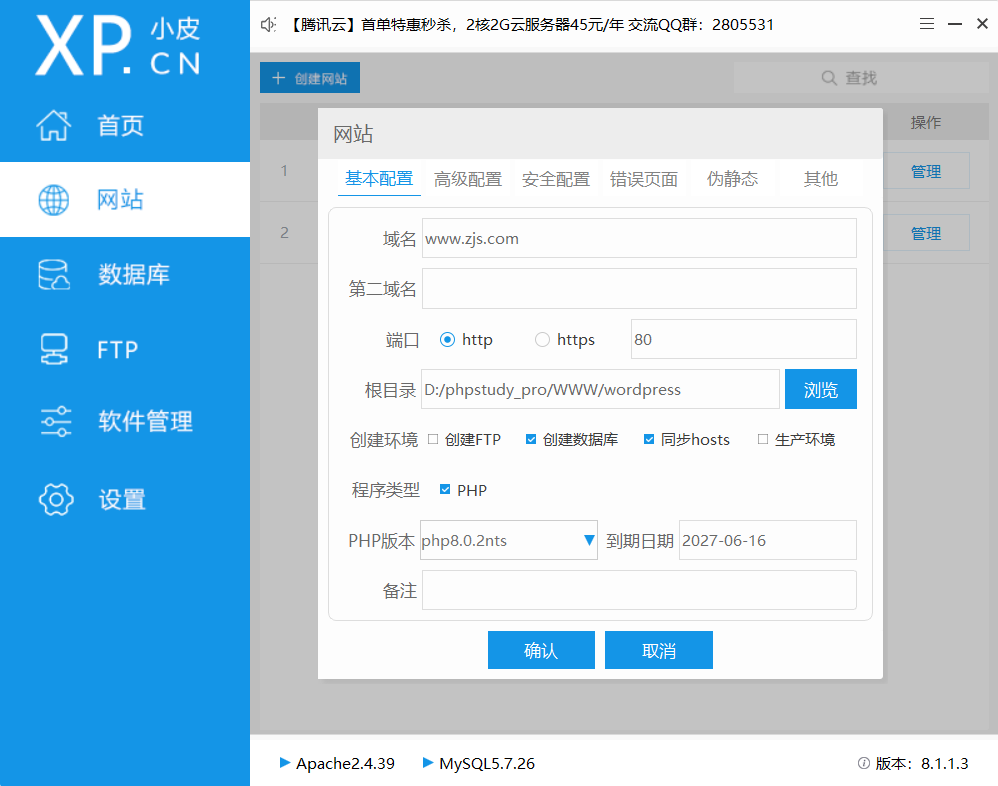 XP.CN 小皮
【腾讯云】首单特惠秒杀，2核2G云服务器45元/年 交流QQ群：2805531
首页
网站
数据库
FTP
软件管理
设置
创建网站
查找
操作
1
管理
2
管理
网站
基本配置 高级配置 安全配置 错误页面 伪静态 其他
域名 www.zjs.com
第二域名
端口 http https 80
根目录 D:/phpstudy_pro/WWW/wordpress 浏览
创建环境 创建FTP 创建数据库 同步hosts 生产环境
程序类型 PHP
PHP版本 php8.0.2nts 到期日期 2027-06-16
备注
确认 取消
Apache2.4.39 MySQL5.7.26 版本：8.1.1.3